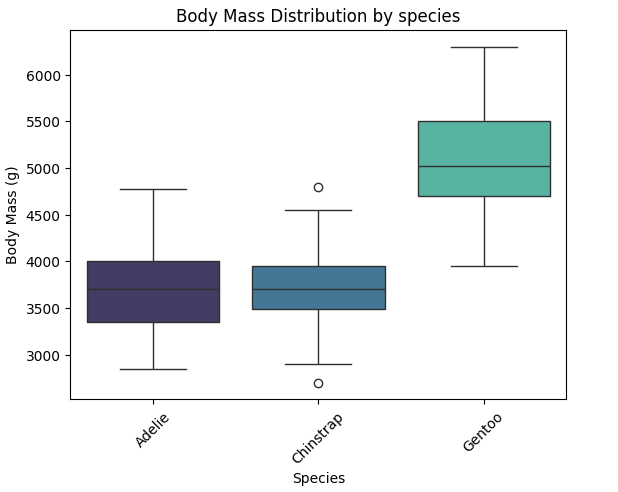 Body Mass Distribution by species
Body Mass (g)
6000
5500
5000
4500
4000
3500
3000
Adelie
Chinstrap
Gentoo
Species